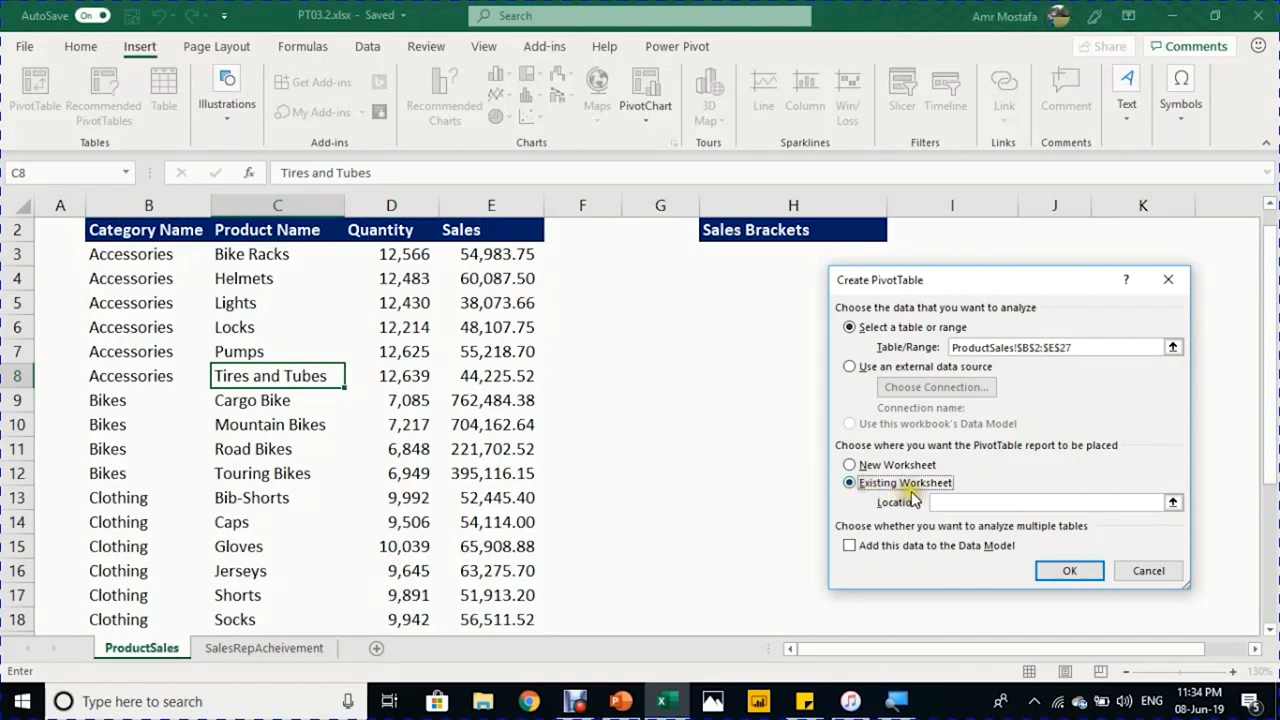 AutoSave On PT03.2.xlsx - Saved Search Amr Mostafa
File Home Insert Page Layout Formulas Data Review View Add-ins Help Power Pivot Share Comments
PivotTable Recommended PivotTables Table Illustrations Get Add-ins My Add-ins Recommended Charts Maps PivotChart 3D Map Line Column Win/Loss Slicer Timeline Link Comment Text Symbols
Tables Add-ins Charts Tours Sparklines Filters Links Comments
C8 fx Tires and Tubes
A B C D E F G H I J K
2 Category Name Product Name Quantity Sales Sales Brackets
3 Accessories Bike Racks 12,566 54,983.75
4 Accessories Helmets 12,483 60,087.50
5 Accessories Lights 12,430 38,073.66
6 Accessories Locks 12,214 48,107.75
7 Accessories Pumps 12,625 55,218.70
8 Accessories Tires and Tubes 12,639 44,225.52
9 Bikes Cargo Bike 7,085 762,484.38
10 Bikes Mountain Bikes 7,217 704,162.64
11 Bikes Road Bikes 6,848 221,702.52
12 Bikes Touring Bikes 6,949 395,116.15
13 Clothing Bib-Shorts 9,992 52,445.40
14 Clothing Caps 9,506 54,114.00
15 Clothing Gloves 10,039 65,908.88
16 Clothing Jerseys 9,645 63,275.70
17 Clothing Shorts 9,891 51,913.20
18 Clothing Socks 9,942 56,511.52
Create PivotTable ?
Choose the data that you want to analyze
Select a table or range
Table/Range: ProductSales!$B$2:$E$27
Use an external data source
Choose Connection...
Connection name:
Use this workbook's Data Model
Choose where you want the PivotTable report to be placed
New Worksheet
Existing Worksheet
Location:
Choose whether you want to analyze multiple tables
Add this data to the Data Model
OK Cancel
ProductSales SalesRepAcheivement
Enter 130%
Type here to search ENG 11:34 PM
08-Jun-19 5